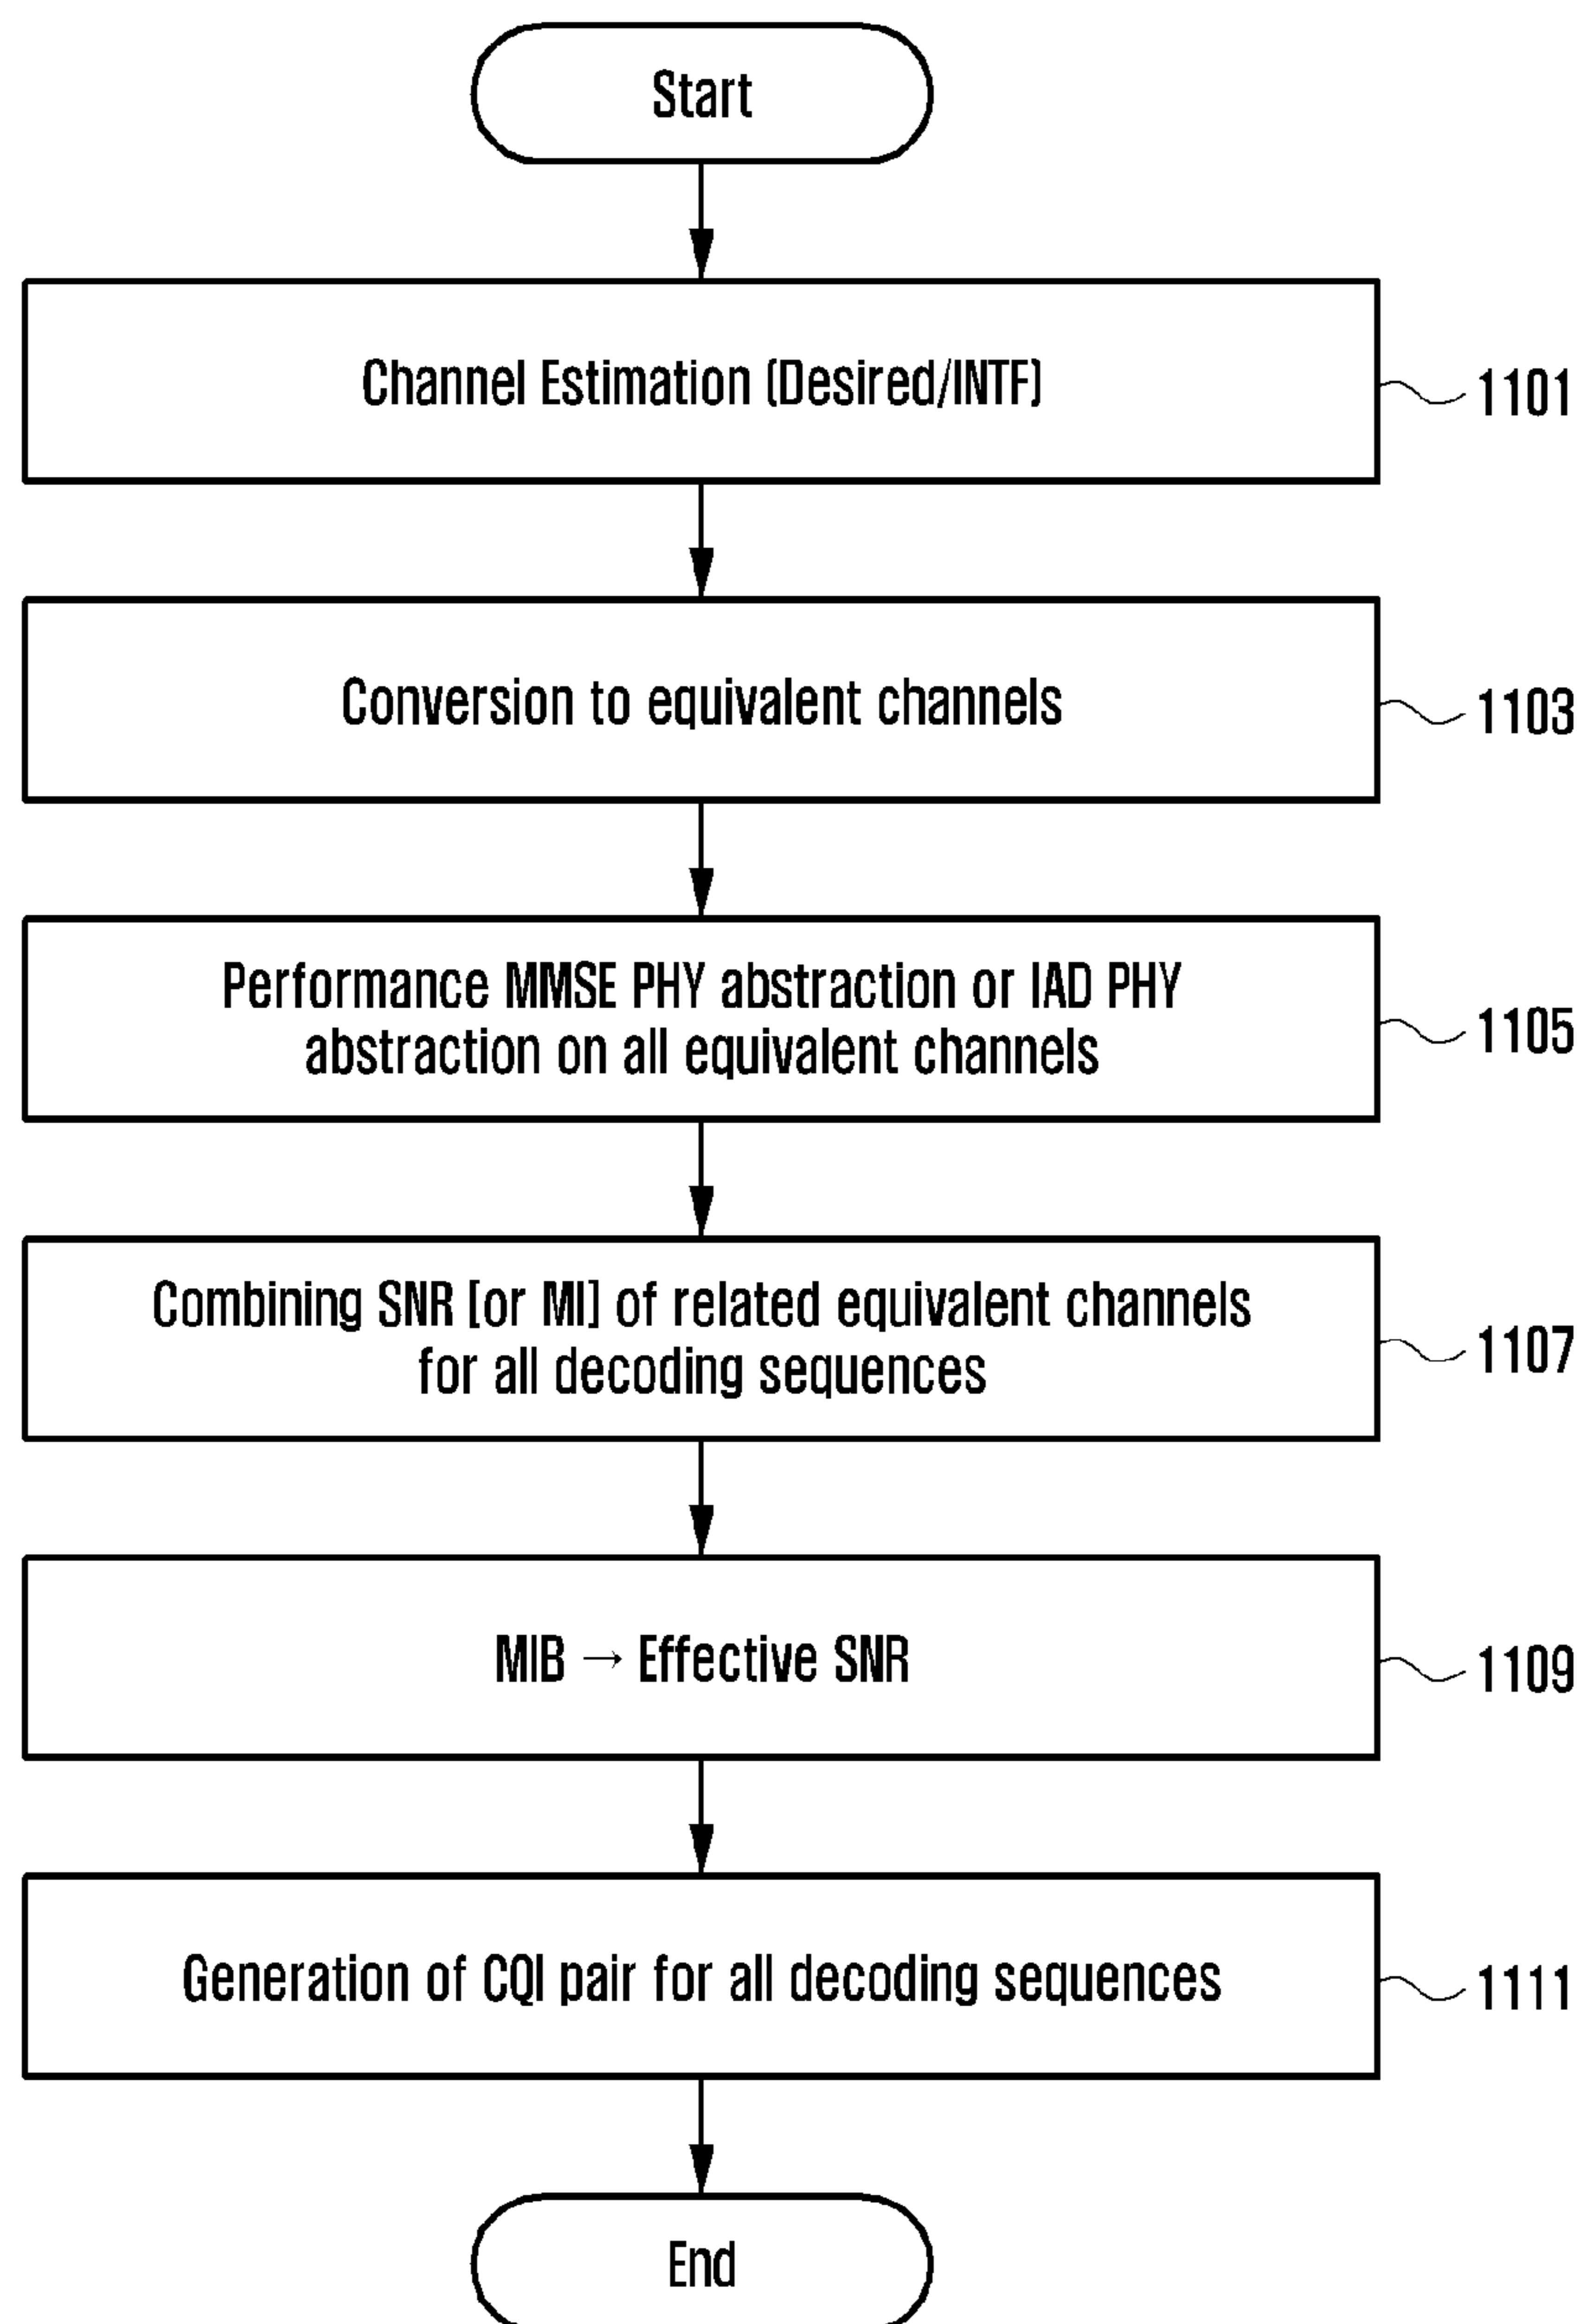 Start
Channel Estimation (Desired/INTF)
1101
Conversion to equivalent channels
1103
Performance MMSE PHY abstraction or IAD PHY
abstraction on all equivalent channels
1105
Combining SNR [or MI] of related equivalent channels
for all decoding sequences
1107
MIB → Effective SNR
1109
Generation of CQI pair for all decoding sequences
1111
End